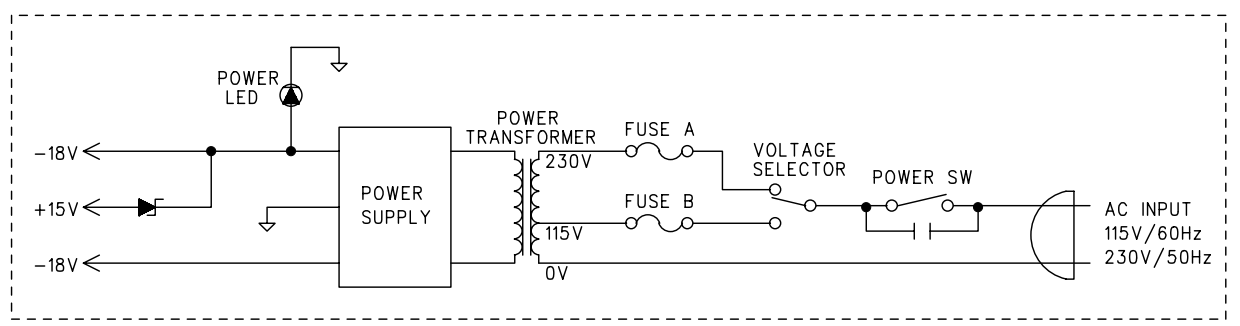 POWER
LED
-18V
+15V
-18V
POWER
SUPPLY
POWER
TRANSFORMER
230V
115V
0V
FUSE A
FUSE B
VOLTAGE
SELECTOR
POWER SW
AC INPUT
115V/60Hz
230V/50Hz